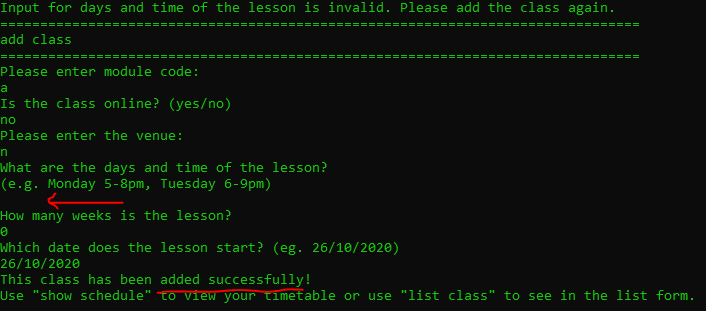 Input for days and time of the lesson is invalid. Please add the class again.
================================================================================
add class
================================================================================
Please enter module code:
a
Is the class online? (yes/no)
no
Please enter the venue:
n
What are the days and time of the lesson?
(e.g. Monday 5-8pm, Tuesday 6-9pm)
How many weeks is the lesson?
0
Which date does the lesson start? (eg. 26/10/2020)
26/10/2020
This class has been added successfully!
Use "show schedule" to view your timetable or use "list class" to see in the list form.